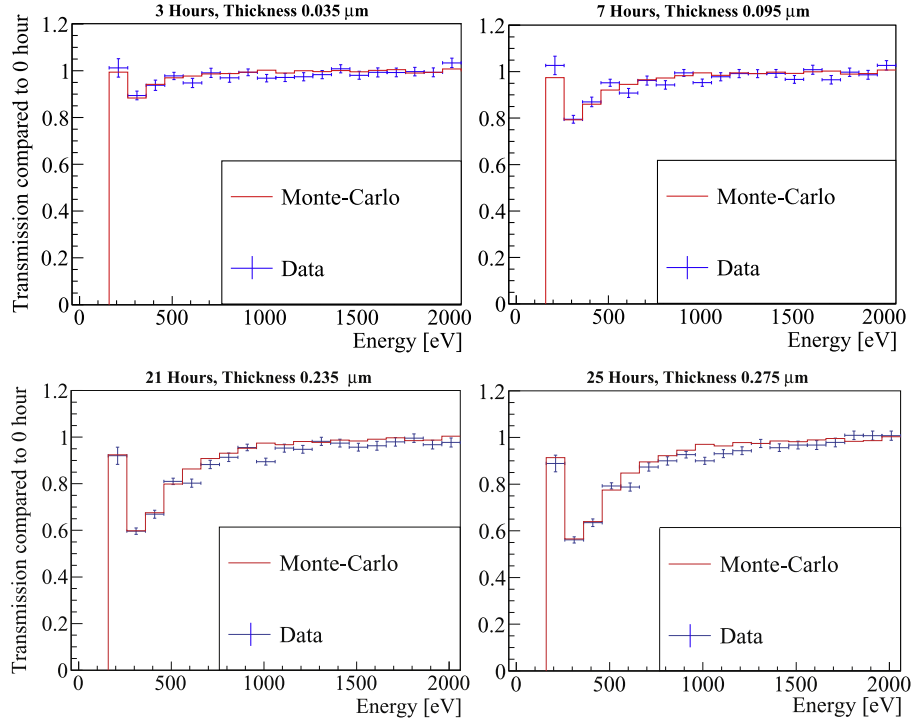 3 Hours, Thickness 0.035 μm
Transmission compared to 0 hour
1.2
1
0.8
0.6
0.4
0.2
0
Monte-Carlo
Data
0 500 1000 1500 2000
Energy [eV]
7 Hours, Thickness 0.095 μm
1.2
1
0.8
0.6
0.4
0.2
0
Monte-Carlo
Data
0 500 1000 1500 2000
Energy [eV]
21 Hours, Thickness 0.235 μm
Transmission compared to 0 hour
1.2
1
0.8
0.6
0.4
0.2
0
Monte-Carlo
Data
0 500 1000 1500 2000
Energy [eV]
25 Hours, Thickness 0.275 μm
1.2
1
0.8
0.6
0.4
0.2
0
Monte-Carlo
Data
0 500 1000 1500 2000
Energy [eV]